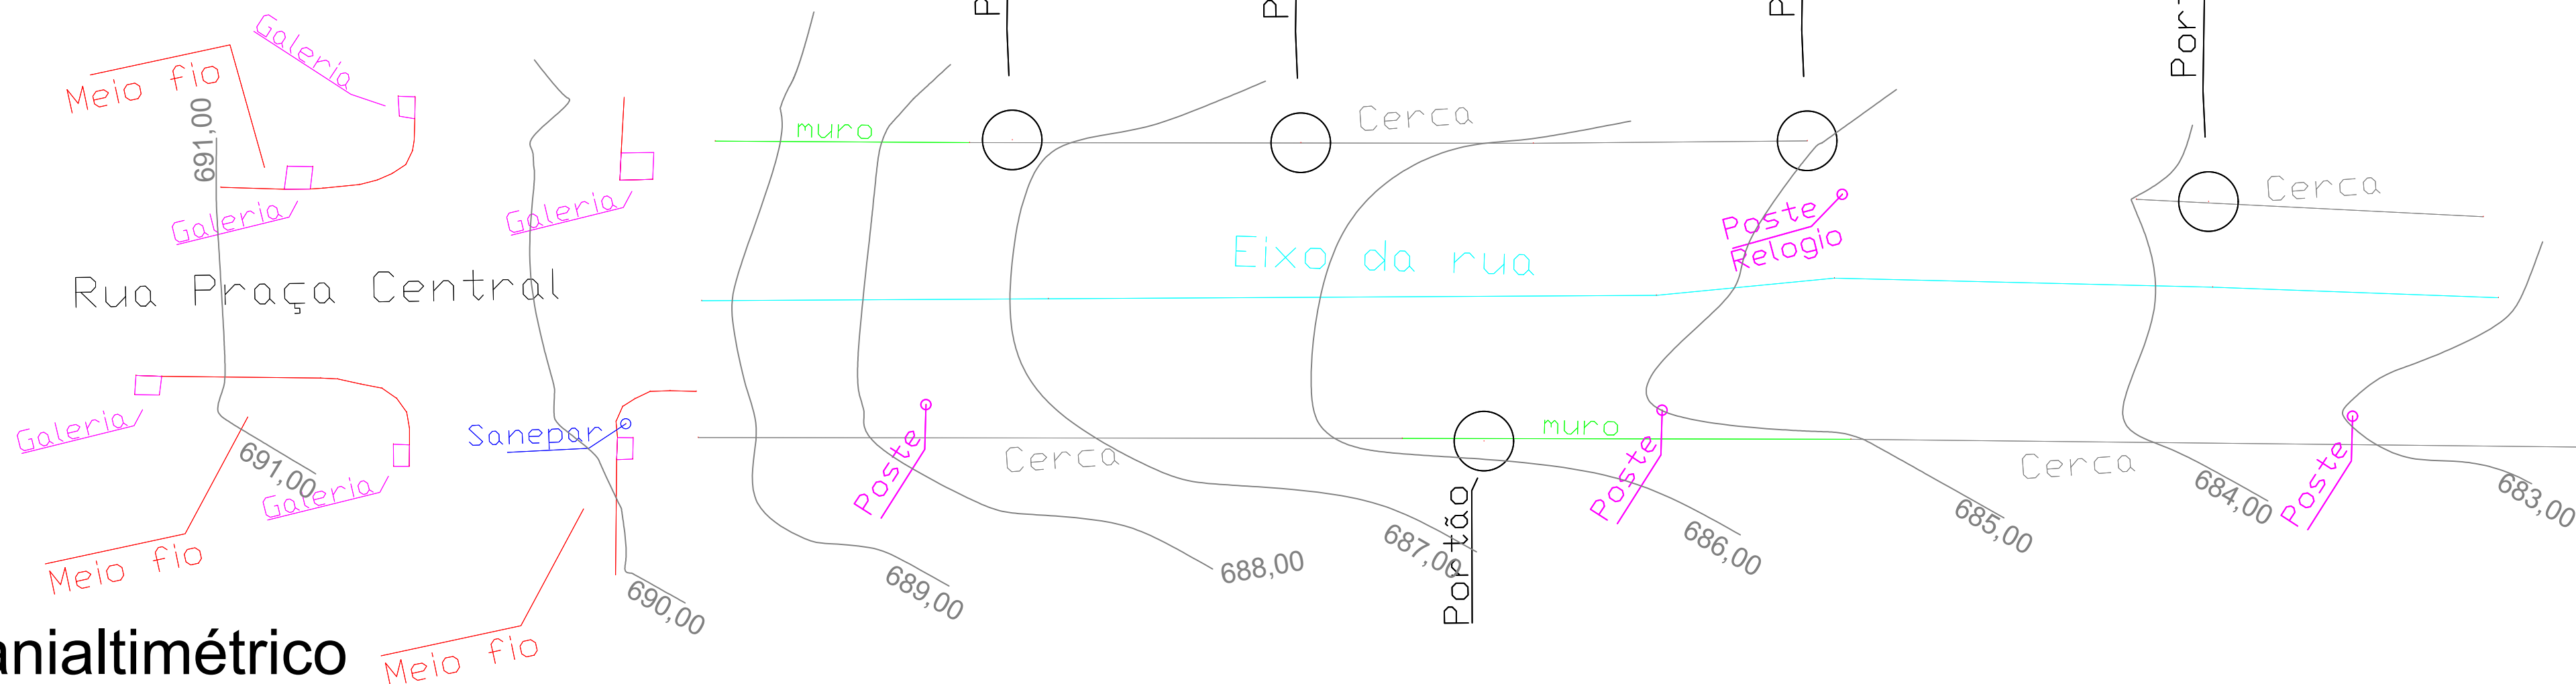 Galeria
Meio fio
691,00
Galeria
Galeria
muro
Cerca
Cerca
Poste
Relogio
Eixo da rua
Rua Praça Central
Galeria
691,00
Galeria
Meio fio
Sanepar
Poste
Cerca
muro
Poste
Cerca
Poste
690,00
689,00
688,00
687,00
Portão
686,00
685,00
684,00
683,00
Meio fio
anialtimétrico
P
P
P
Por